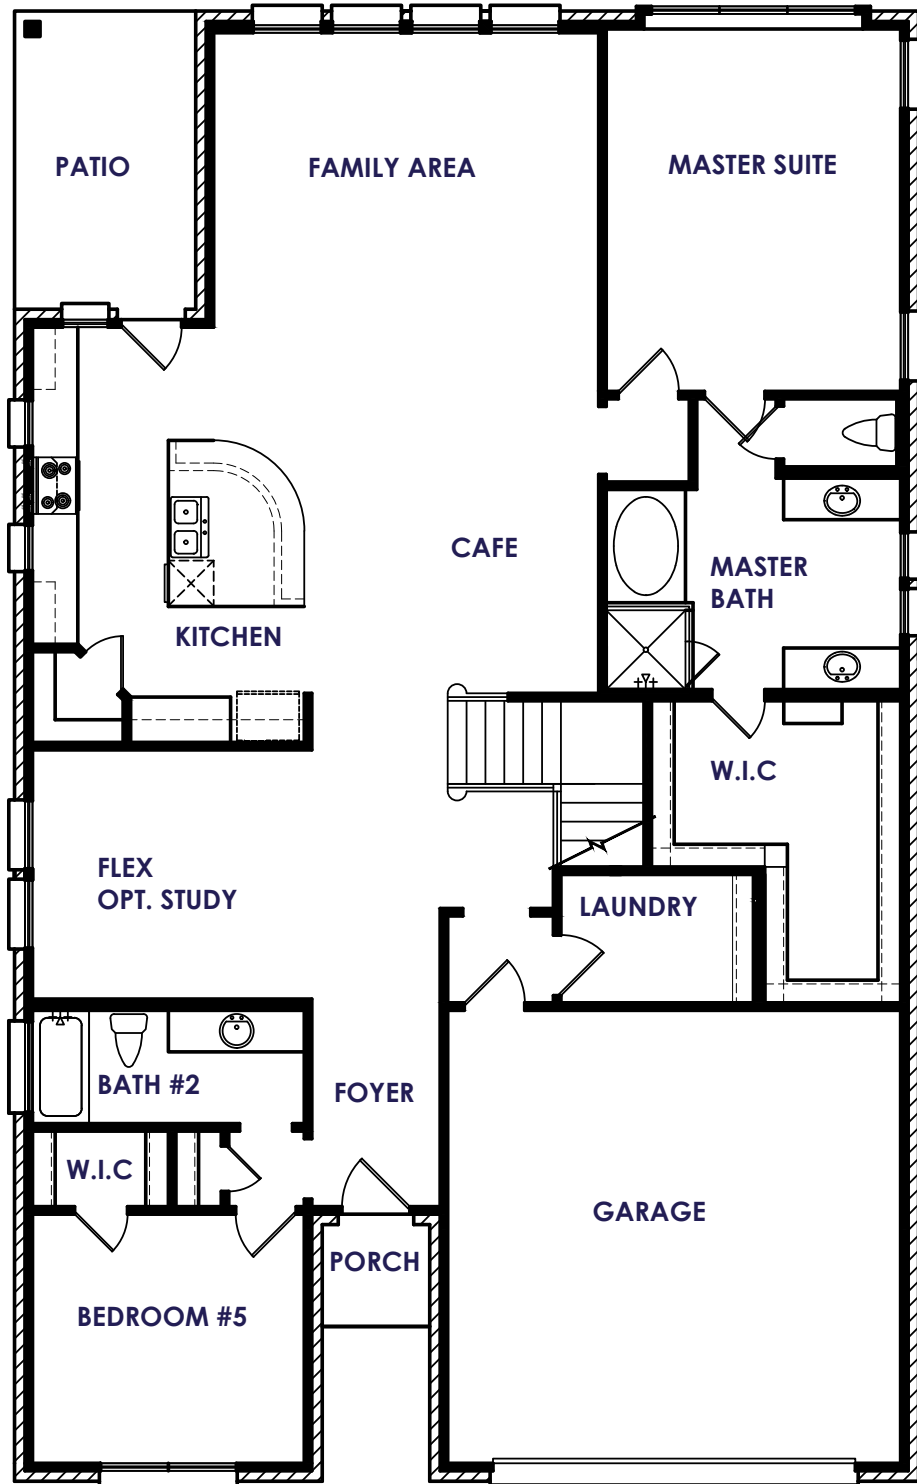 PATIO
FAMILY AREA
MASTER SUITE
CAFE
MASTER
BATH
KITCHEN
W.I.C
FLEX
OPT. STUDY
LAUNDRY
BATH #2
FOYER
W.I.C
GARAGE
PORCH
BEDROOM #5